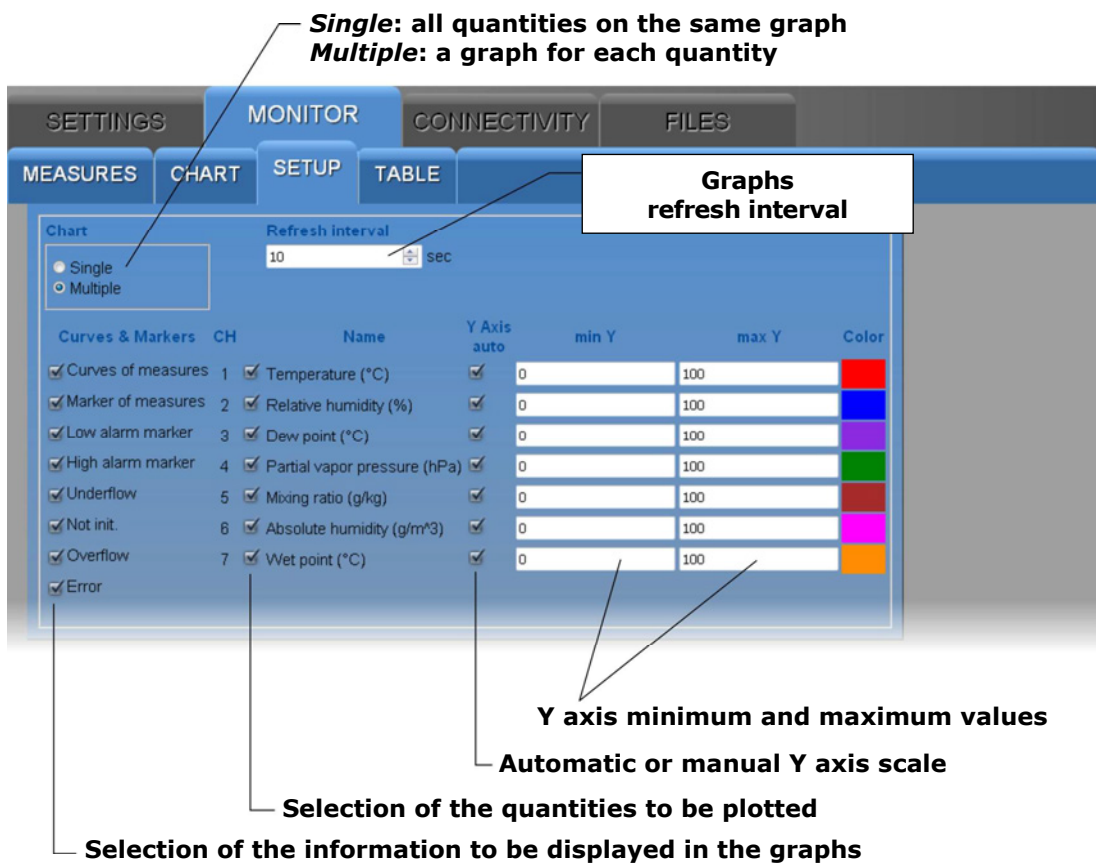 Single: all quantities on the same graph
Multiple: a graph for each quantity
SETTINGS MONITOR CONNECTIVITY FILES
MEASURES CHART SETUP TABLE
Graphs
refresh interval
Chart Refresh interval
10 sec
Single
Multiple
Curves & Markers CH Name Y Axis auto min Y max Y Color
Curves of measures 1 Temperature (°C) 0 100
Marker of measures 2 Relative humidity (%) 0 100
Low alarm marker 3 Dew point (°C) 0 100
High alarm marker 4 Partial vapor pressure (hPa) 0 100
Underflow 5 Mixing ratio (g/kg) 0 100
Not init. 6 Absolute humidity (g/m^3) 0 100
Overflow 7 Wet point (°C) 0 100
Error
Y axis minimum and maximum values
Automatic or manual Y axis scale
Selection of the quantities to be plotted
Selection of the information to be displayed in the graphs